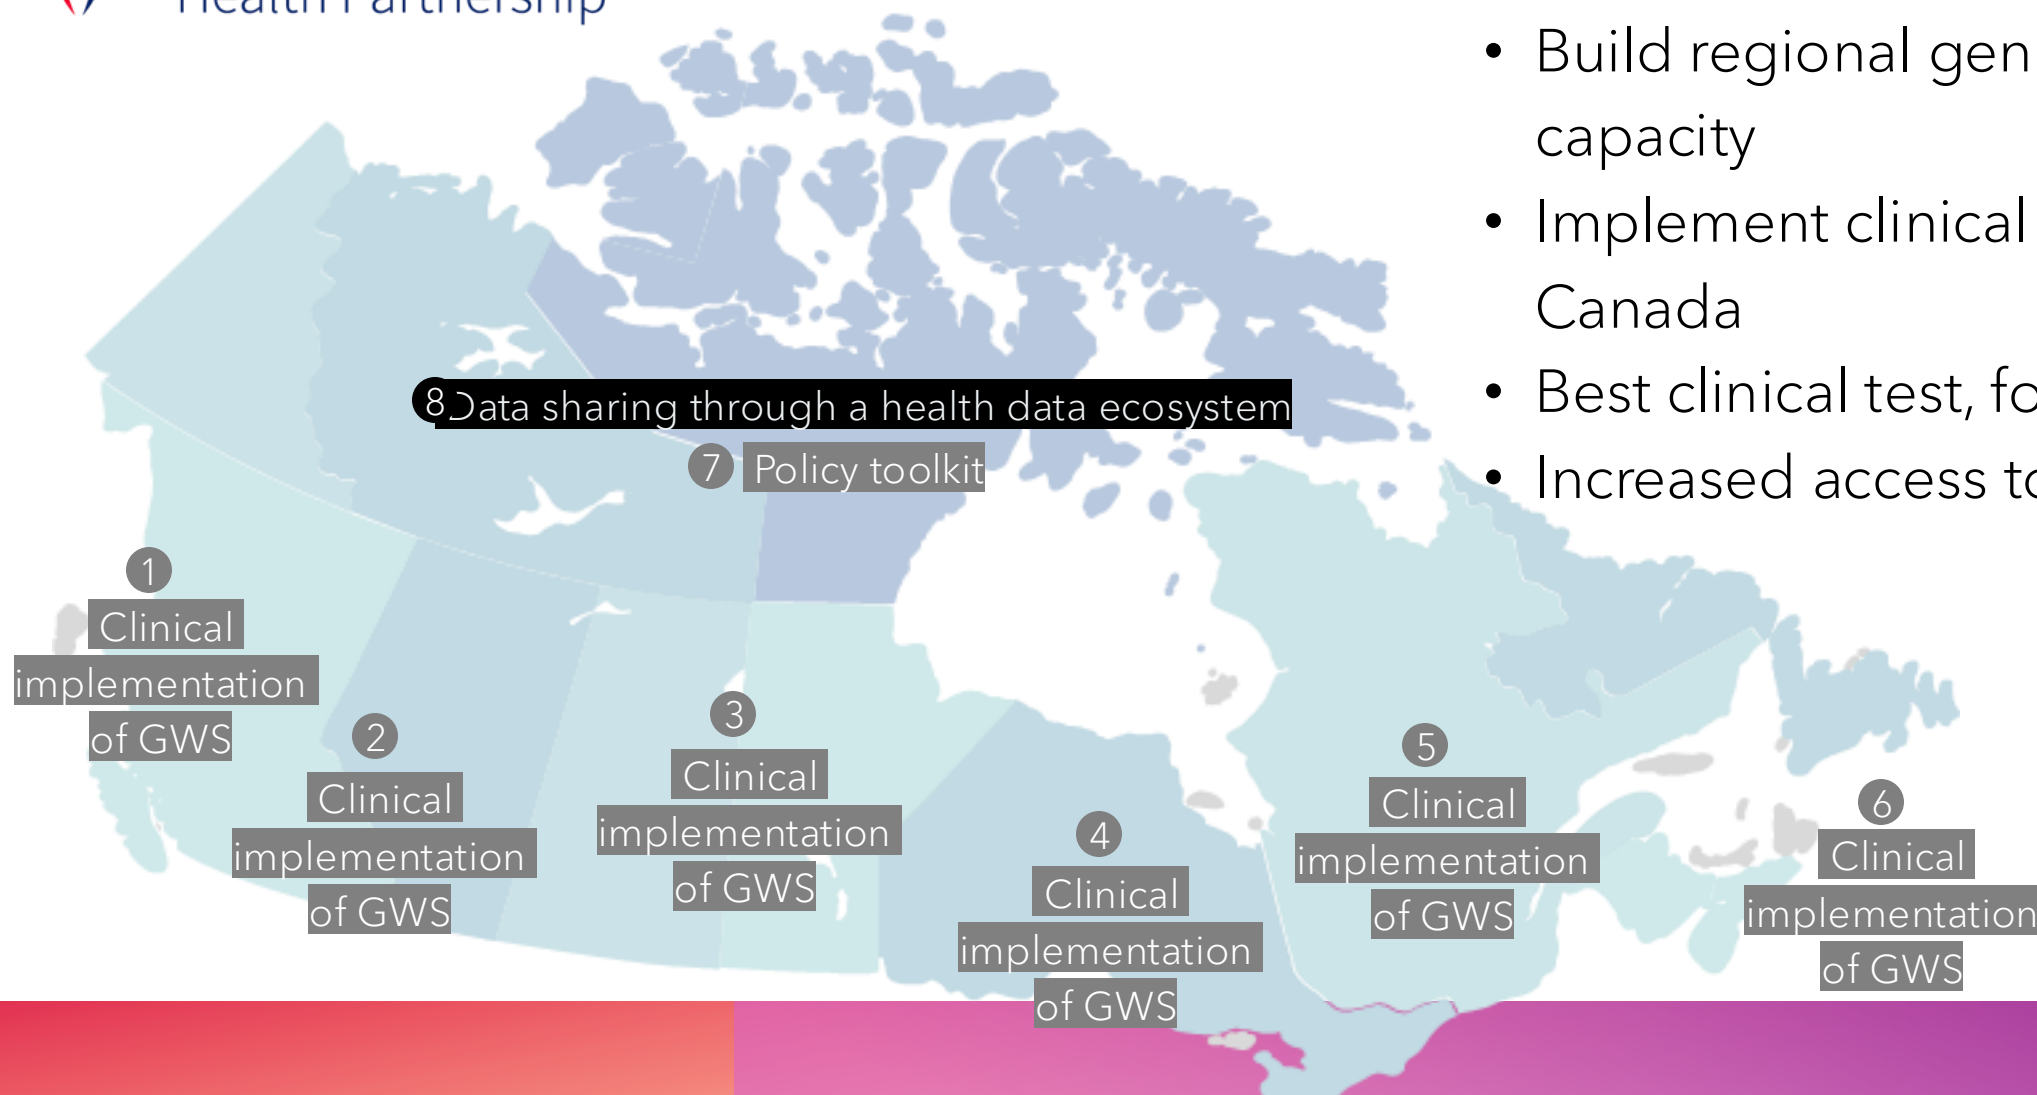 Health Partnership
• Build regional gen
capacity
• Implement clinical
Canada
• Best clinical test, fo
• Increased access to
8 Data sharing through a health data ecosystem
7 Policy toolkit
1
Clinical
implementation
of GWS
2
Clinical
implementation
of GWS
3
Clinical
implementation
of GWS
4
Clinical
implementation
of GWS
5
Clinical
implementation
of GWS
6
Clinical
implementation
of GWS